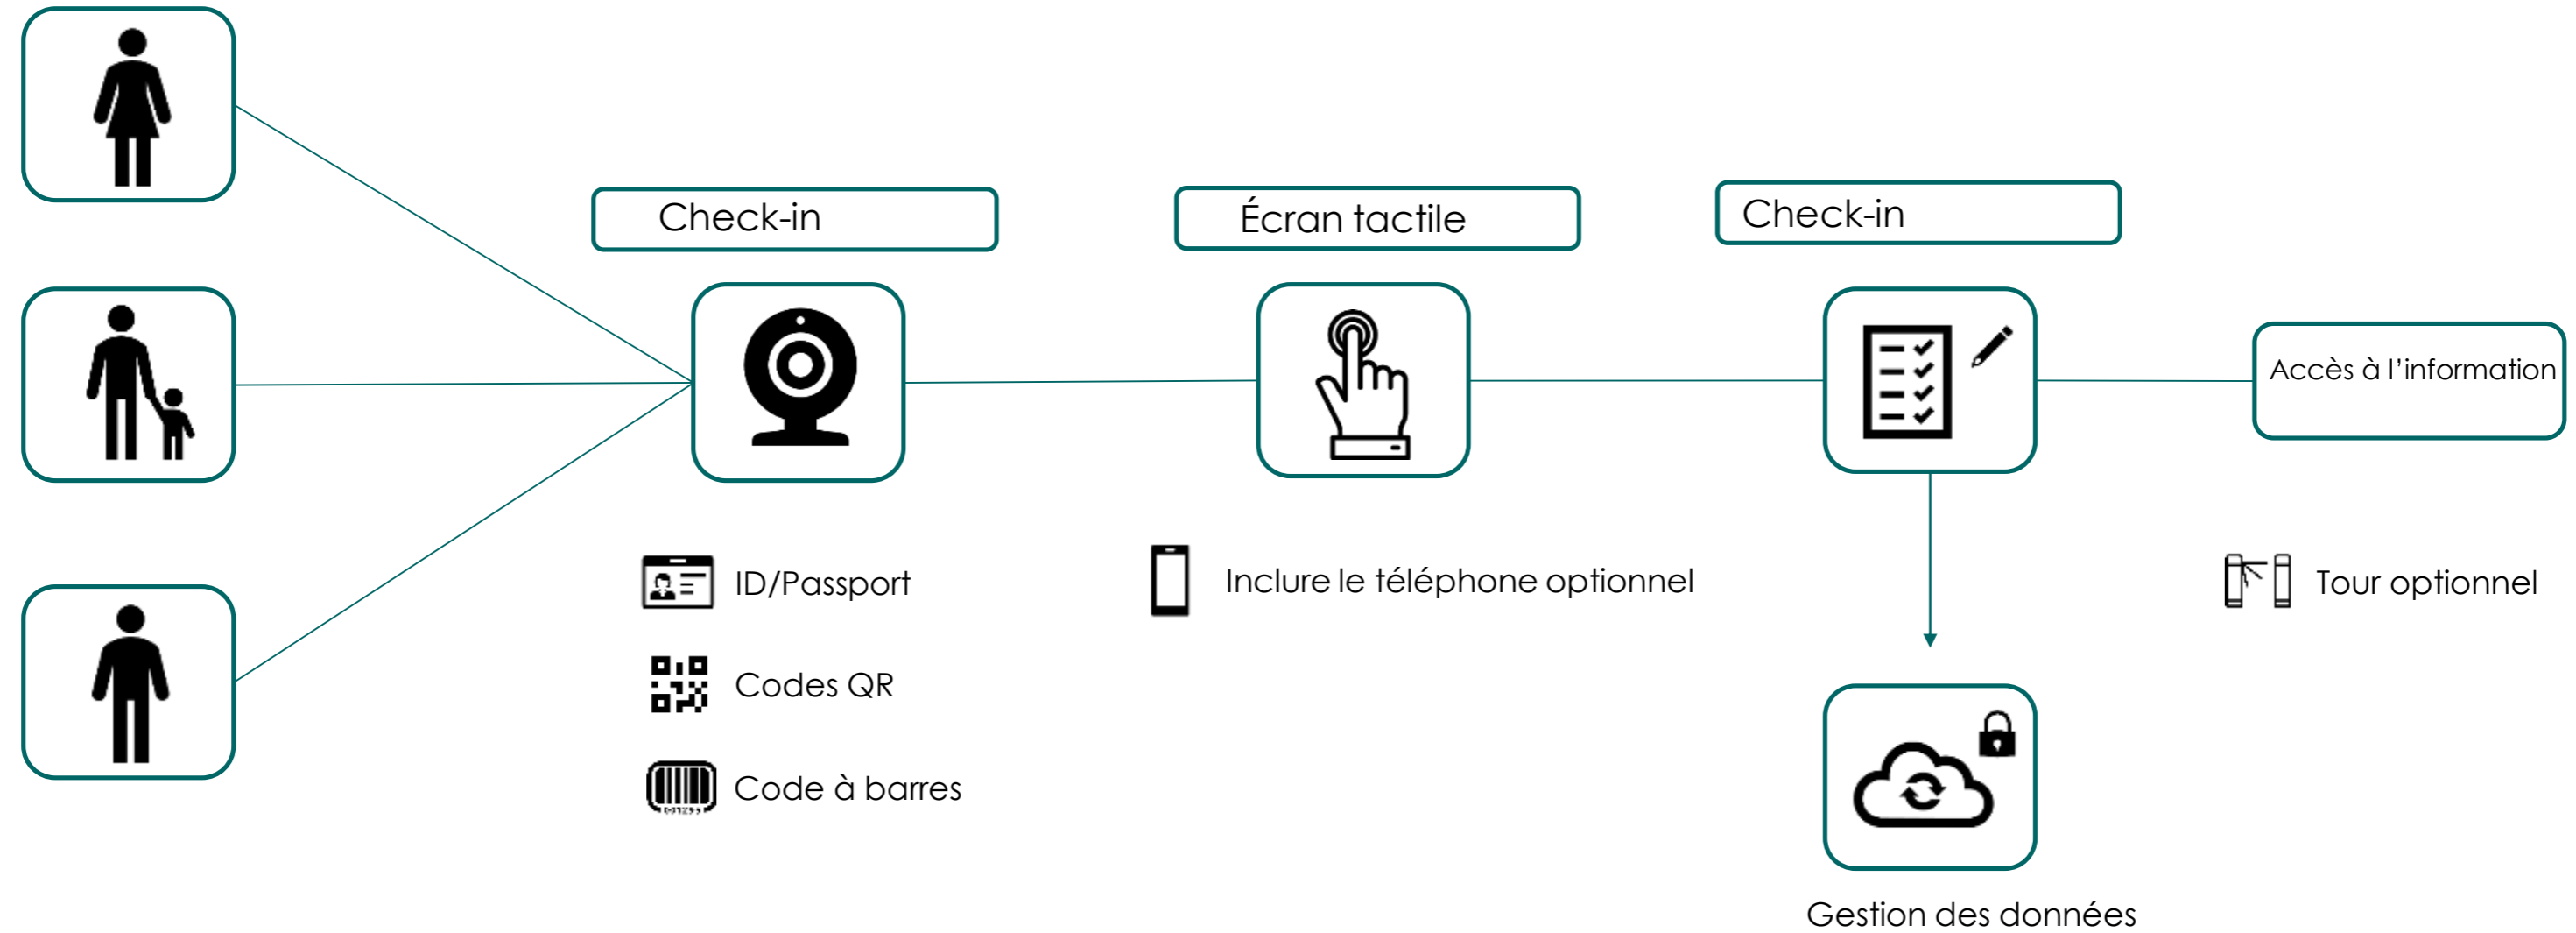 Check-in
Écran tactile
Check-in
Accès à l'information
ID/Passport
Codes QR
Code à barres
Inclure le téléphone optionnel
Tour optionnel
Gestion des données